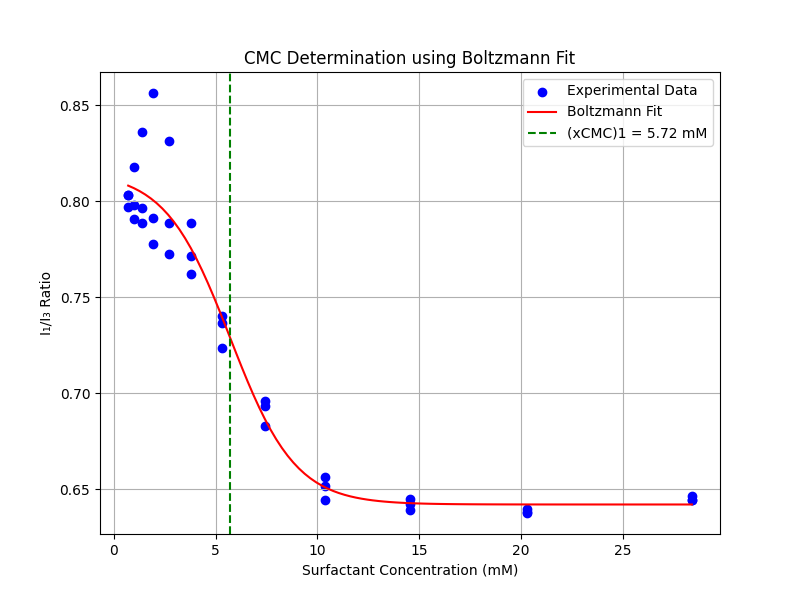 CMC Determination using Boltzmann Fit
Experimental Data
Boltzmann Fit
(xCMC)1 = 5.72 mM
0.85
0.80
0.75
0.70
0.65
I₁/I₃ Ratio
0 5 10 15 20 25
Surfactant Concentration (mM)